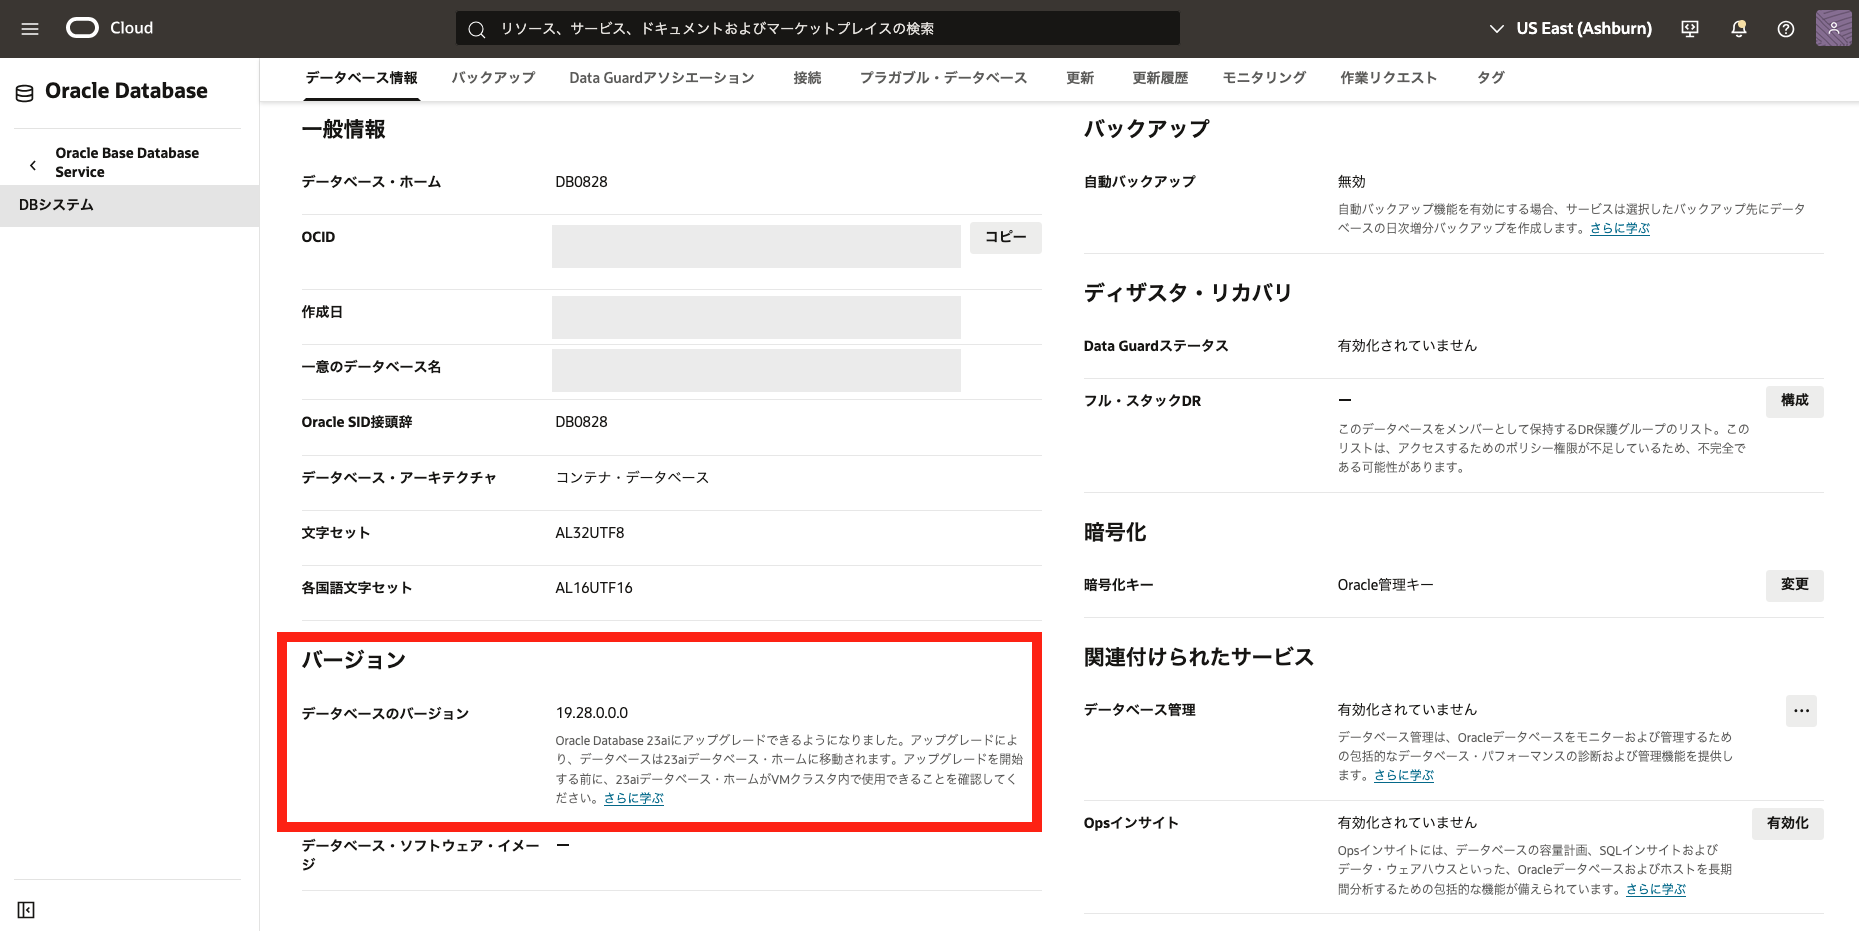 Cloud
リソース、サービス、ドキュメントおよびマーケットプレイスの検索
US East (Ashburn)
Oracle Database
Oracle Base Database
Service
DBシステム
データベース情報
バックアップ
Data Guardアソシエーション
接続
プラガブル・データベース
更新
更新履歴
モニタリング
作業リクエスト
タグ
一般情報
データベース・ホーム
DB0828
OCID
コピー
作成日
一意のデータベース名
Oracle SID接頭辞
DB0828
データベース・アーキテクチャ
コンテナ・データベース
文字セット
AL32UTF8
各国語文字セット
AL16UTF16
バージョン
データベースのバージョン
19.28.0.0.0
Oracle Database 23aiにアップグレードできるようになりました。アップグレードによ
り、データベースは23aiデータベース・ホームに移動されます。アップグレードを開始
する前に、23aiデータベース・ホームがVMクラスタ内で使用できることを確認してく
ださい。さらに学ぶ
データベース・ソフトウェア・イメー
ジ
ー
バックアップ
自動バックアップ
無効
自動バックアップ機能を有効にする場合、サービスは選択したバックアップ先にデータ
ベースの日次増分バックアップを作成します。さらに学ぶ
ディザスタ・リカバリ
Data Guardステータス
有効化されていません
フル・スタックDR
ー
構成
このデータベースをメンバーとして保持するDR保護グループのリスト。この
リストは、アクセスするためのポリシー権限が不足しているため、不完全で
ある可能性があります。
暗号化
暗号化キー
Oracle管理キー
変更
関連付けられたサービス
データベース管理
有効化されていません
データベース管理は、Oracleデータベースをモニターおよび管理するため
の包括的なデータベース・パフォーマンスの診断および管理機能を提供し
ます。さらに学ぶ
Opsインサイト
有効化されていません
有効化
Opsインサイトには、データベースの容量計画、SQLインサイトおよび
データ・ウェアハウスといった、Oracleデータベースおよびホストを長期
間分析するための包括的な機能が備えられています。さらに学ぶ